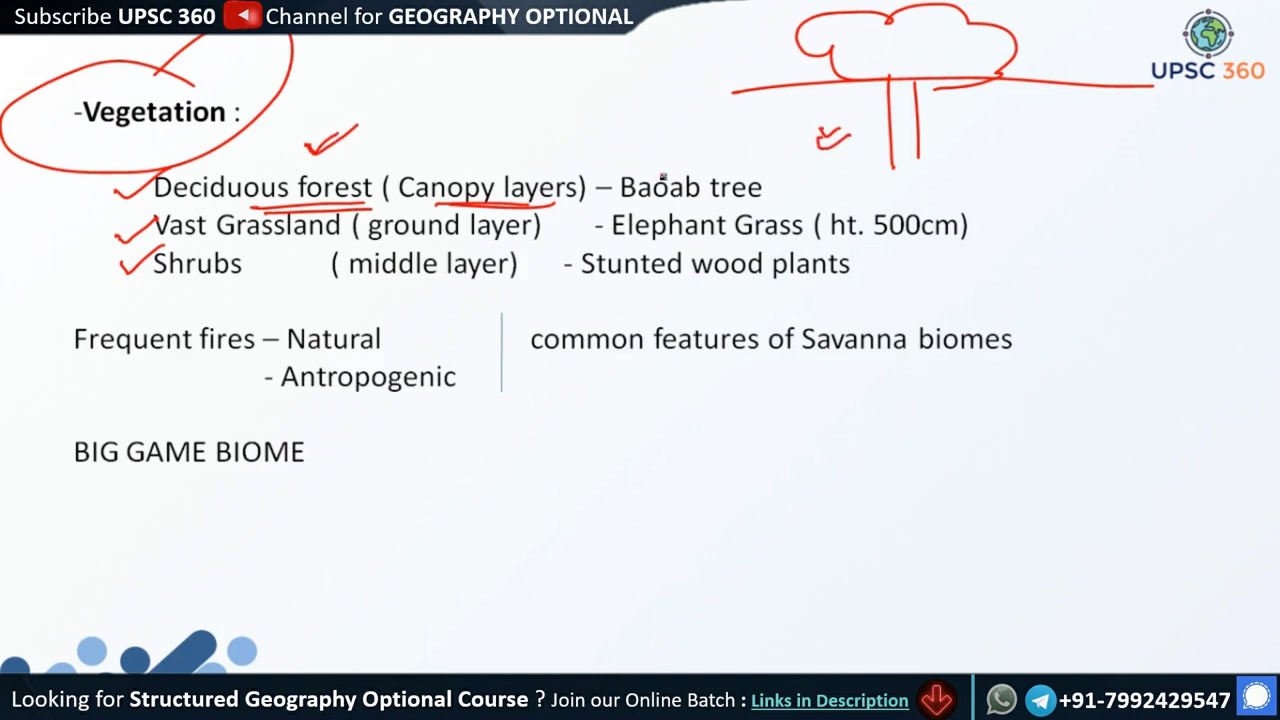 Subscribe UPSC 360 Channel for GEOGRAPHY OPTIONAL
UPSC 360
-Vegetation :
Deciduous forest ( Canopy layers) – Baoab tree
Vast Grassland ( ground layer) - Elephant Grass ( ht. 500cm)
Shrubs ( middle layer) - Stunted wood plants
Frequent fires – Natural
- Antropogenic
common features of Savanna biomes
BIG GAME BIOME
Looking for Structured Geography Optional Course ? Join our Online Batch : Links in Description
+91-7992429547